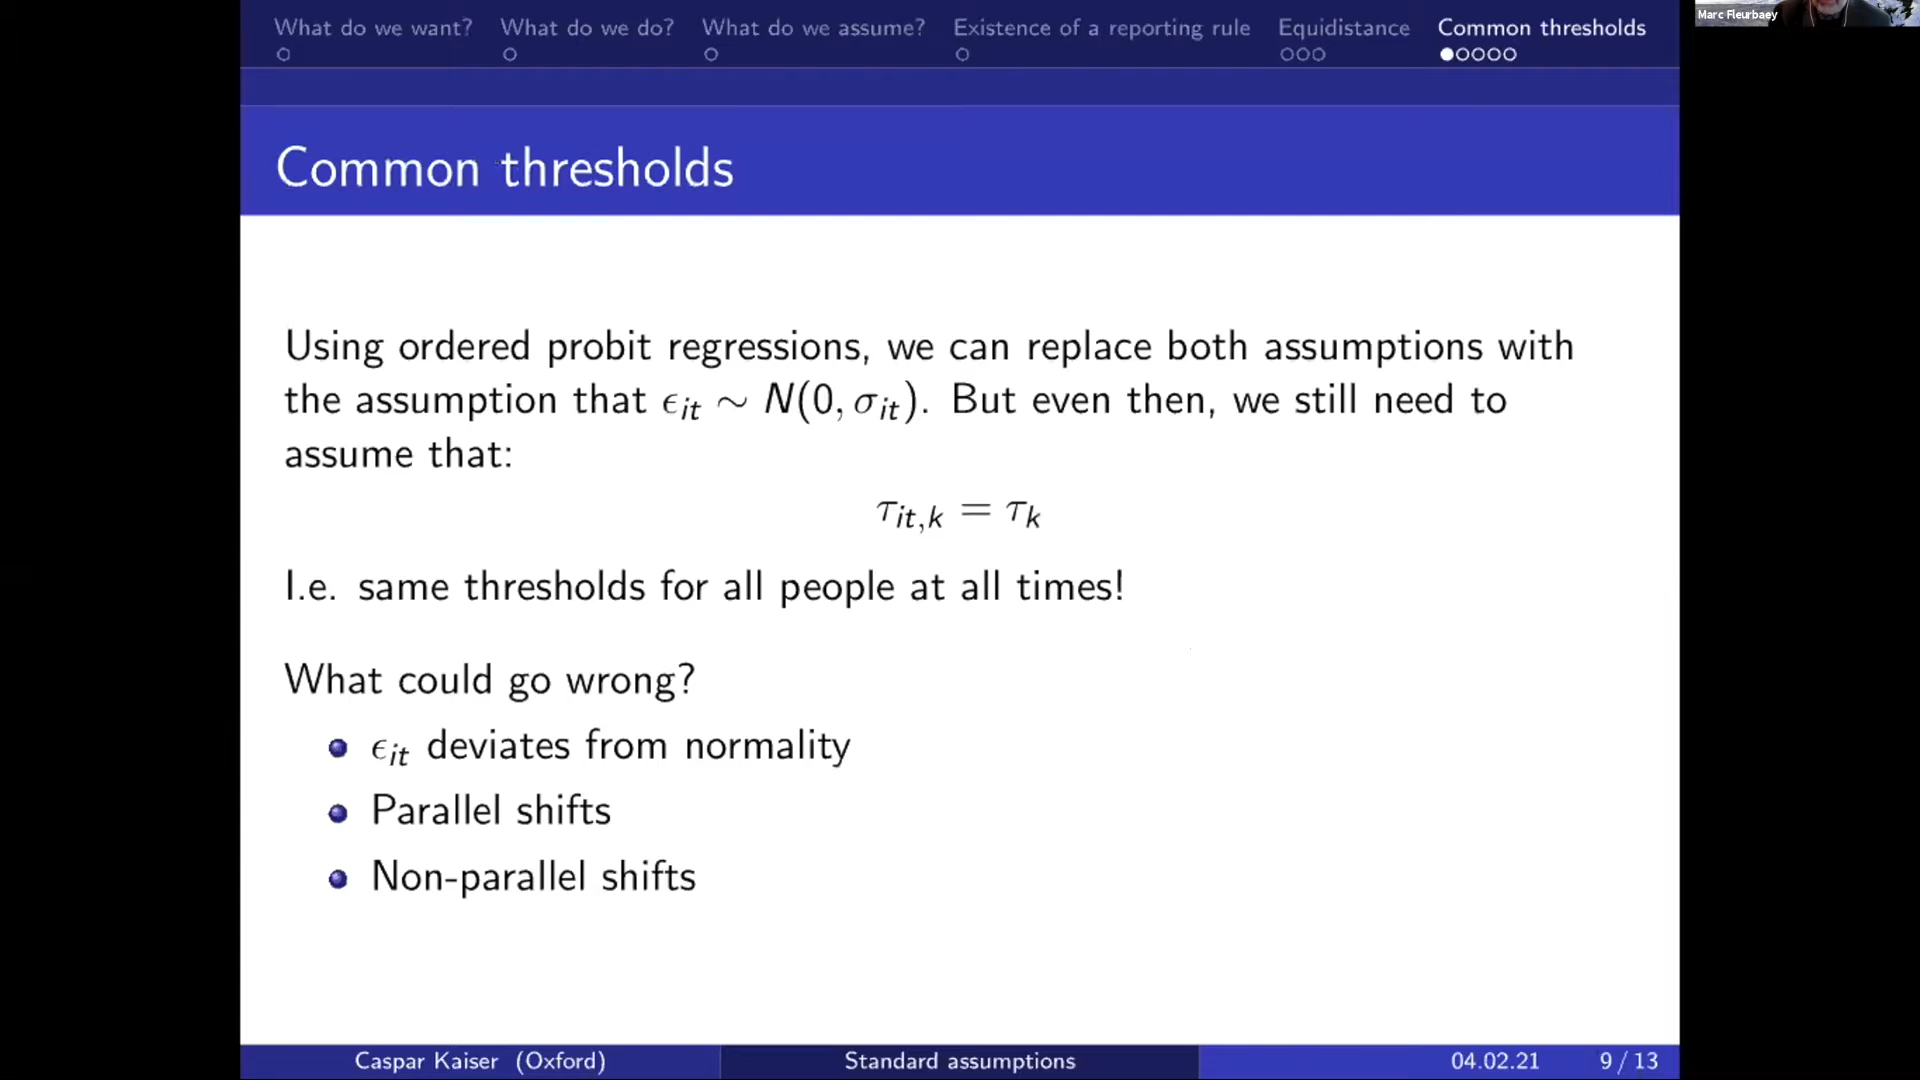 What do we want? What do we do? What do we assume? Existence of a reporting rule Equidistance Common thresholds
Marc Fleurbaey
Common thresholds
Using ordered probit regressions, we can replace both assumptions with
the assumption that ϵ_it ∼ N(0, σ_it). But even then, we still need to
assume that:
τ_it,k = τ_k
I.e. same thresholds for all people at all times!
What could go wrong?
ϵ_it deviates from normality
Parallel shifts
Non-parallel shifts
Caspar Kaiser (Oxford) Standard assumptions 04.02.21 9 / 13